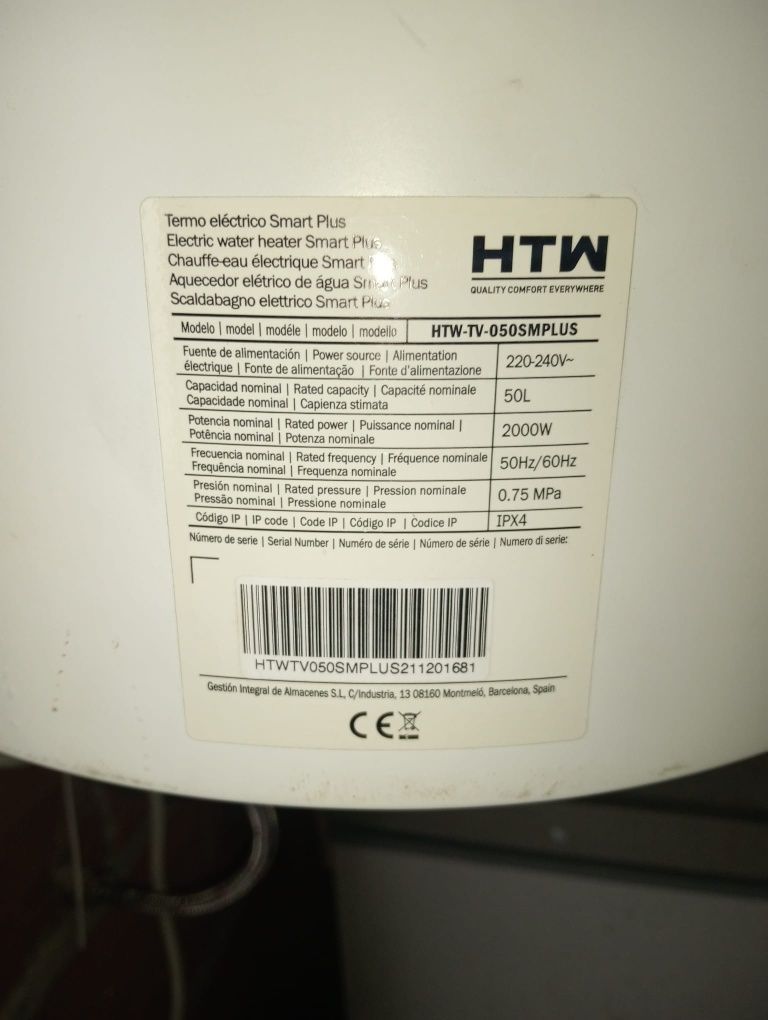 Termo eléctrico Smart Plus
Electric water heater Smart Plus
Chauffe-eau électrique Smart
Aquecedor elétrico de água Smart Plus
Scaldabagno elettrico Smart Plus
HTW
QUALITY COMFORT EVERYWHERE
Modelo | model | modéle | modelo | modello HTW-TV-050SMPLUS
Fuente de alimentación | Power source | Alimentation
électrique | Fonte de alimentação | Fonte d'alimentazione 220-240V~
Capacidad nominal | Rated capacity | Capacité nominale
Capacidade nominal | Capienza stimata 50L
Potencia nominal | Rated power | Puissance nominal |
Potência nominal | Potenza nominale 2000W
Frecuencia nominal | Rated frequency | Fréquence nominale
Frequência nominal | Frequenza nominale 50Hz/60Hz
Presión nominal | Rated pressure | Pression nominale
Pressão nominal | Pressione nominale 0.75 MPa
Código IP | IP code | Code IP | Código IP | Codice IP IPX4
Número de serie | Serial Number | Numéro de série | Número de série | Numero di serie:
HTWTV050SMPLUS211201681
Gestión Integral de Almacenes S.L, C/Industria, 13 08160 Montmeló, Barcelona, Spain
CE